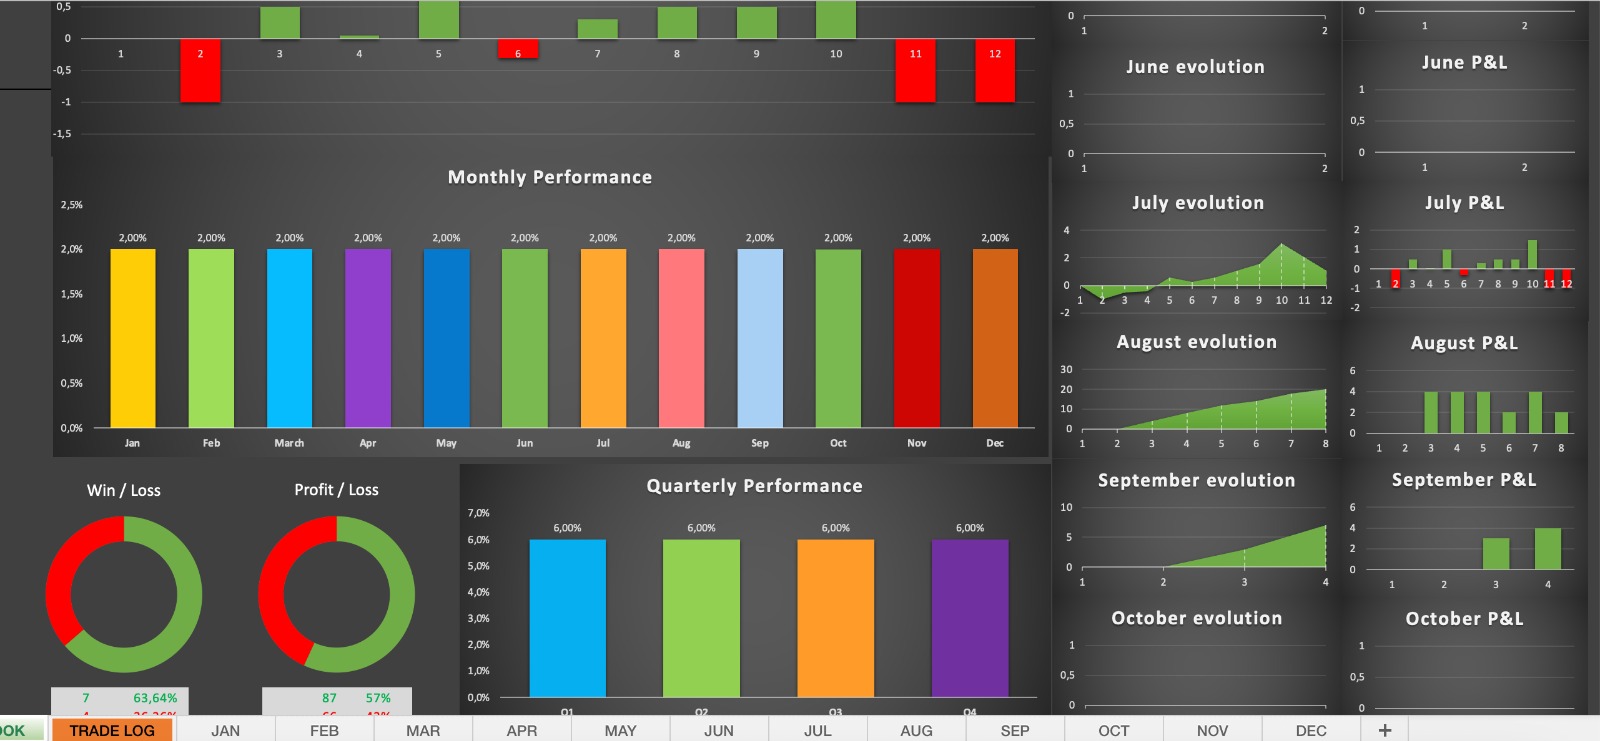 0,5
0
-0,5
-1
-1,5
1 2 3 4 5 6 7 8 9 10 11 12
Monthly Performance
2,5%
2,0%
1,5%
1,0%
0,5%
0,0%
2,00% 2,00% 2,00% 2,00% 2,00% 2,00% 2,00% 2,00% 2,00% 2,00% 2,00% 2,00%
Jan Feb March Apr May Jun Jul Aug Sep Oct Nov Dec
Win / Loss
7 63,64%
Profit / Loss
87 57%
Quarterly Performance
7,0%
6,0%
5,0%
4,0%
3,0%
2,0%
1,0%
0,0%
6,00% 6,00% 6,00% 6,00%
Q1 Q2 Q3 Q4
0
1 2
0
1 2
June evolution
1
0,5
0
1 2
June P&L
1
0,5
0
1 2
July evolution
4
2
0
-2
1 2 3 4 5 6 7 8 9 10 11 12
July P&L
2
1
0
-1
-2
1 2 3 4 5 6 7 8 9 10 11 12
August evolution
30
20
10
0
1 2 3 4 5 6 7 8
August P&L
6
4
2
0
1 2 3 4 5 6 7 8
September evolution
10
5
0
1 2 3 4
September P&L
6
4
2
0
1 2 3 4
October evolution
1
0,5
0
October P&L
1
0,5
0
OOK TRADE LOG JAN FEB MAR APR MAY JUN JUL AUG SEP OCT NOV DEC +